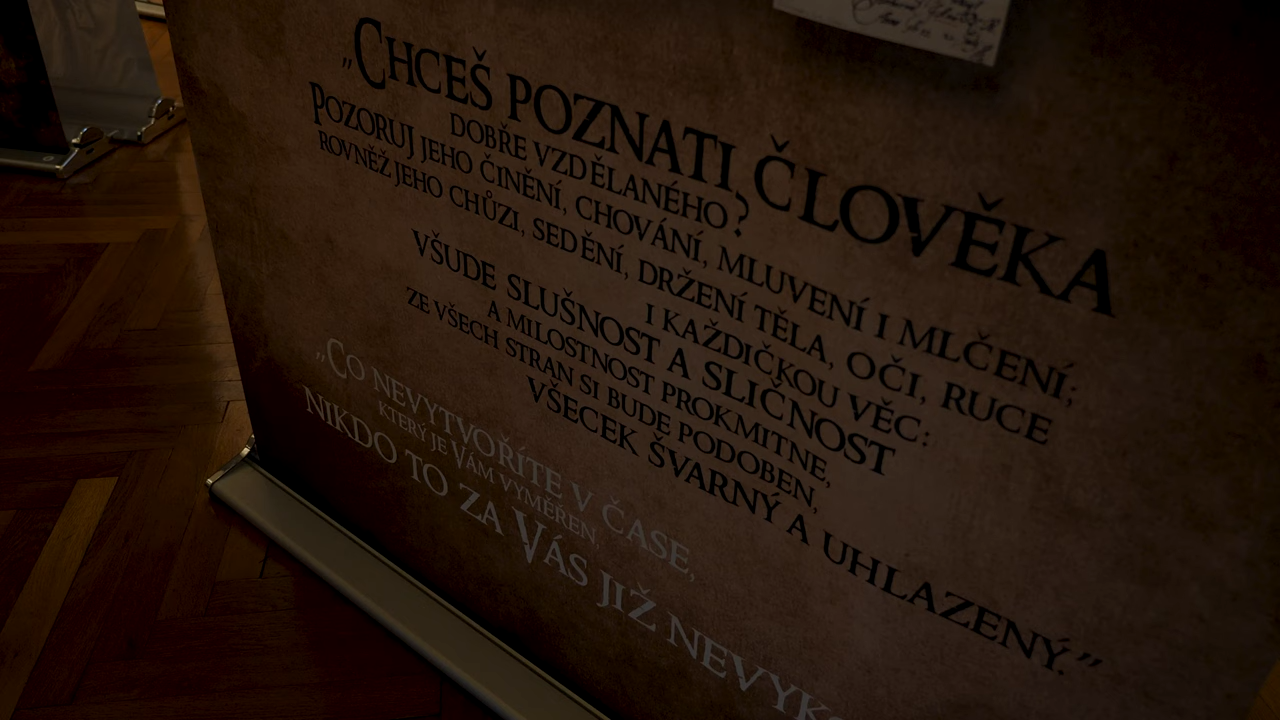 „Chceš poznati člověka
dobře vzdělaného?
Pozoruj jeho činění, chování, mluvení i mlčení;
rovněž jeho chůzi, sedění, držení těla, oči, ruce
i každičkou věc:
všude slušnost a sličnost
a milostnost prokmitne,
ze všech stran si bude podoben,
všecek švarný a uhlazený.”
„Co nevytvoříte v čase,
který je Vám vyměřen
nikdo to za Vás již